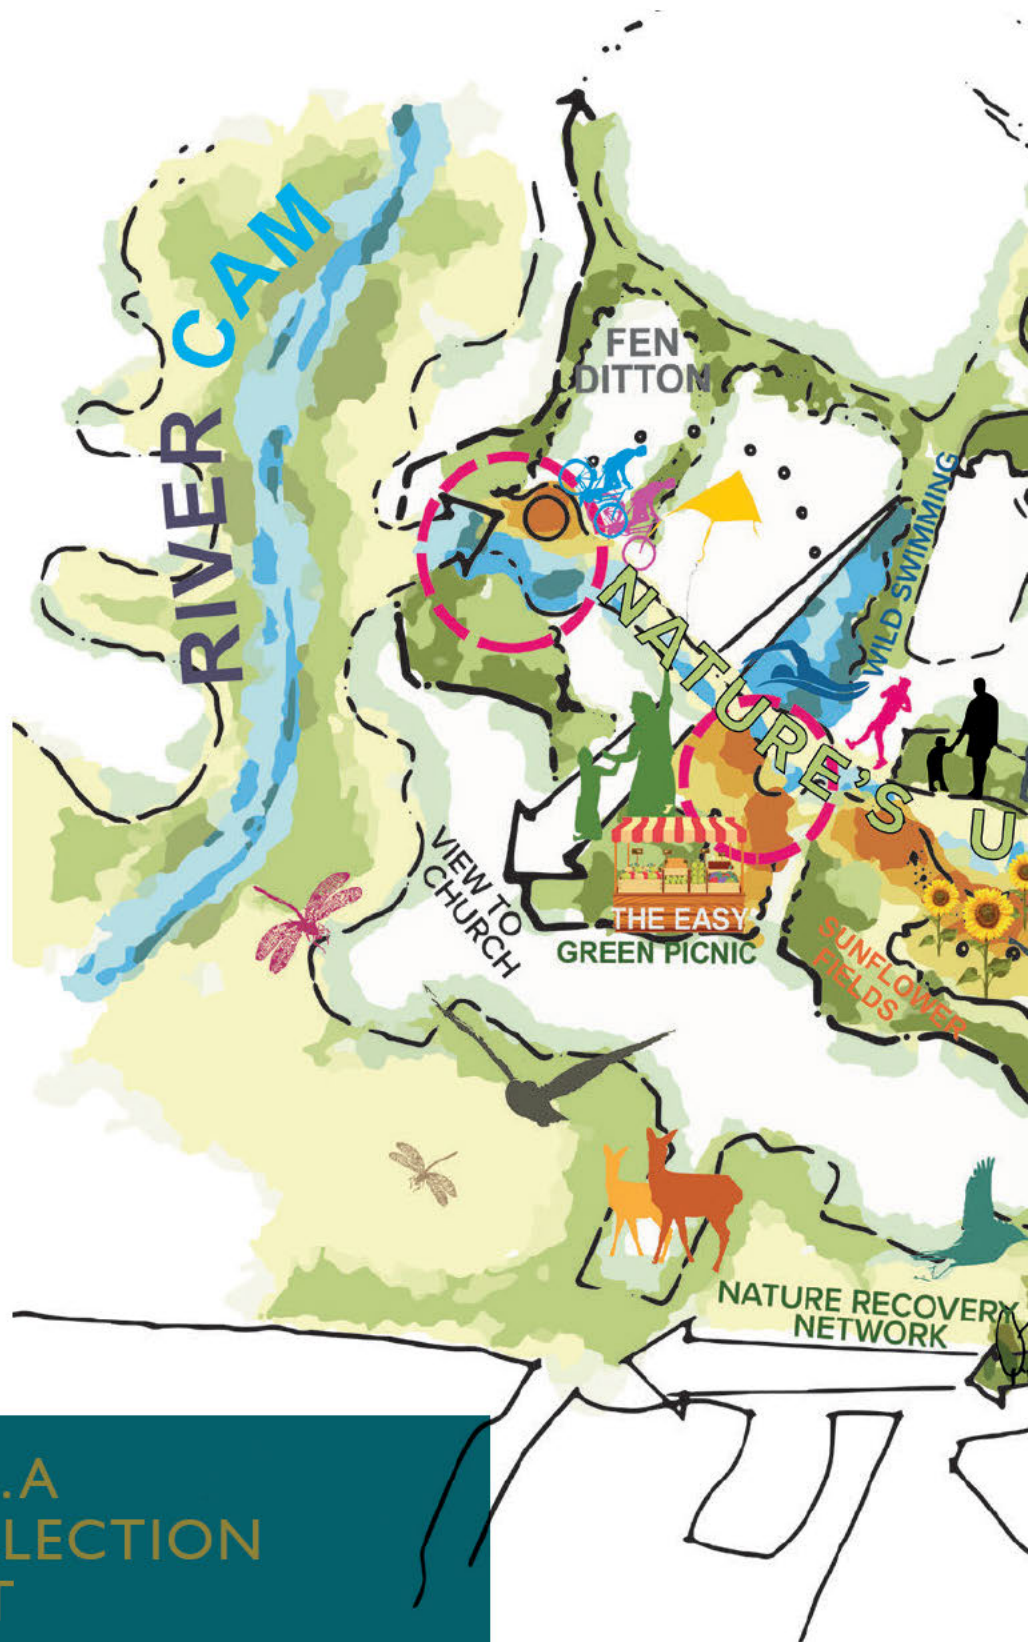 RIVER CAM
FEN
DITTON
WILD SWIMMING
NATURE'S U
VIEW TO
CHURCH
THE EASY
GREEN PICNIC
SUNFLOWER
FIELDS
NATURE RECOVERY
NETWORK
.A
LECTION
T